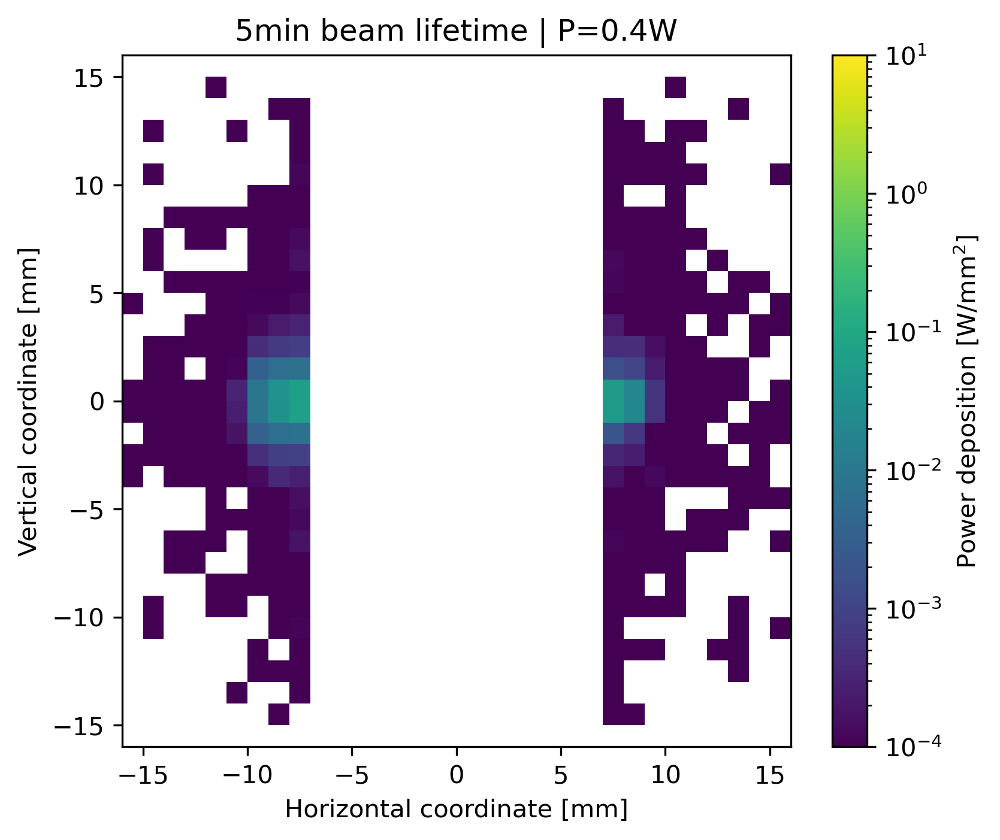 5min beam lifetime | P=0.4W
15
10
5
0
−5
−10
−15
−15 −10 −5 0 5 10 15
Vertical coordinate [mm]
Horizontal coordinate [mm]
10¹
10⁰
10⁻¹
10⁻²
10⁻³
10⁻⁴
Power deposition [W/mm²]